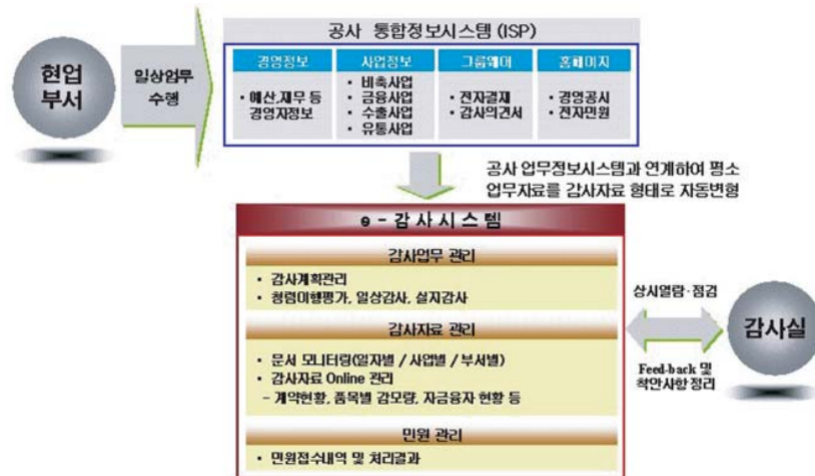 공사 통합정보시스템 (ISP)
현업
부서
일상업무
수행
경영정보
• 예산,재무 등
경영자정보
사업정보
• 비축사업
• 금융사업
• 수출사업
• 유통사업
그룹웨어
• 전자결재
• 감사의견서
홈페이지
• 경영공시
• 전자민원
공사 업무정보시스템과 연계하여 평소
업무자료를 감사자료 형태로 자동변형
e - 감 사 시 스 템
감사업무 관리
• 감사계획관리
• 청렴이행평가, 일상감사, 실지감사
감사자료 관리
• 문서 모니터링(일자별 / 사업별 / 부서별)
• 감사자료 Online 관리
- 계약현황, 품목별 감모량, 자금융자 현황 등
민원 관리
• 민원접수내역 및 처리결과
상시열람·점검
감사실
Feed-back 및
착안사항 정리